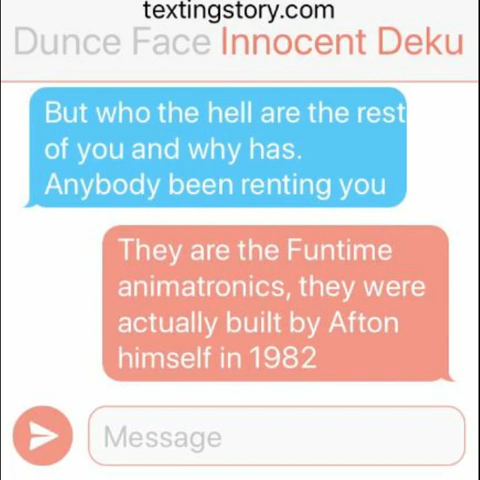 textingstory.com
Dunce Face Innocent Deku
But who the hell are the rest
of you and why has.
Anybody been renting you
They are the Funtime
animatronics, they were
actually built by Afton
himself in 1982
Message